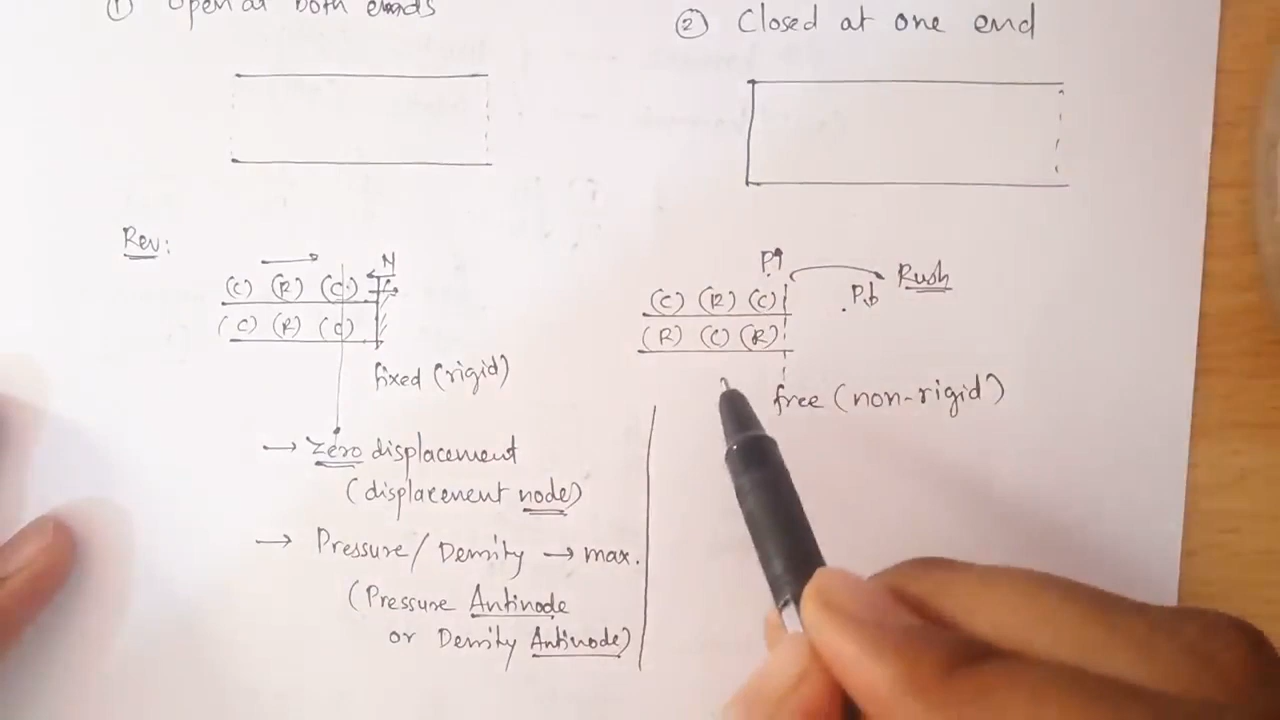 ① Open at both ends
② Closed at one end
Rev:
N
(C) (R) (C)
(C) (R) (C)
fixed (rigid)
→ Zero displacement
(displacement node)
→ Pressure/Density → max.
(Pressure Antinode
or Density Antinode)
P↑
Rush
P↓
(C) (R) (C)
(R) (C) (R)
free (non-rigid)